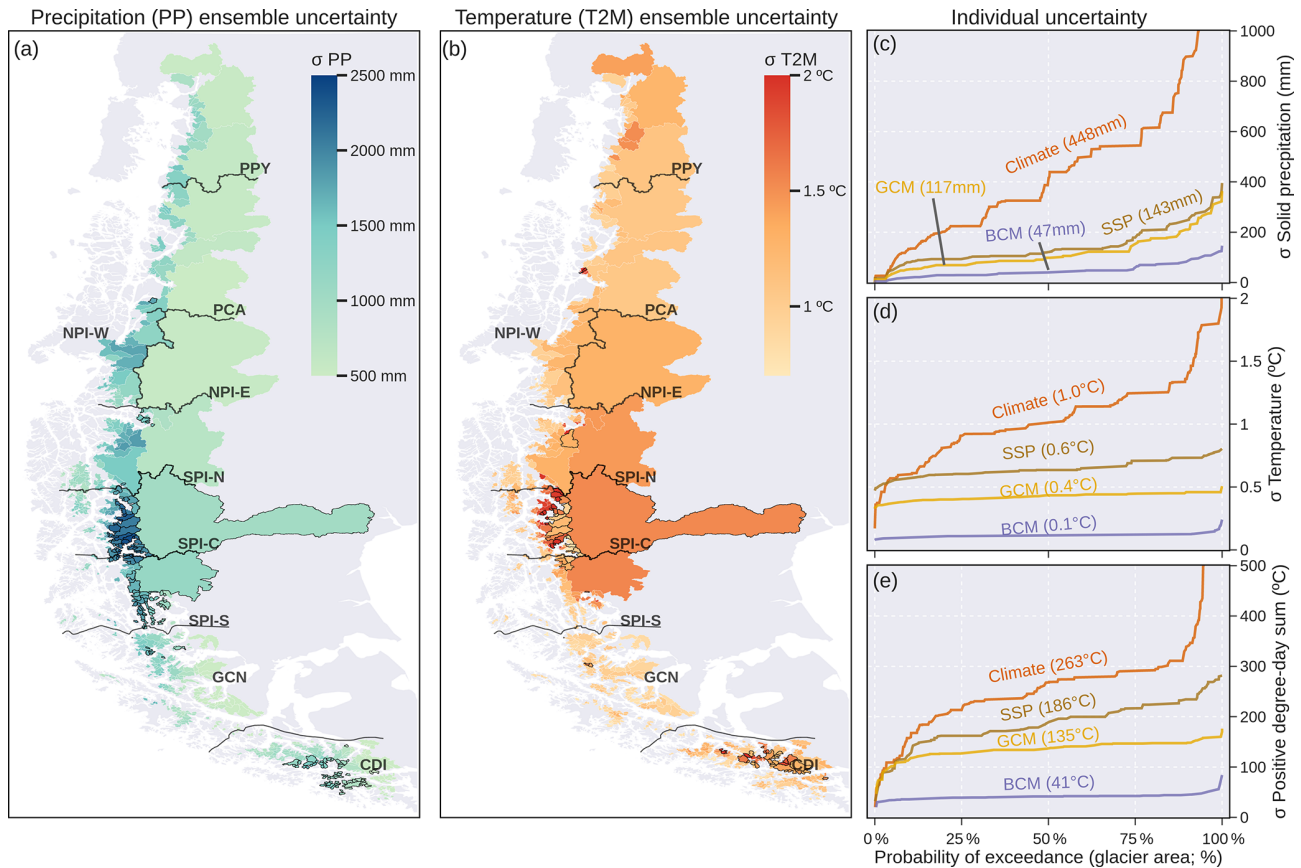 Precipitation (PP) ensemble uncertainty
Temperature (T2M) ensemble uncertainty
Individual uncertainty
(a)
σ PP
2500 mm
2000 mm
1500 mm
1000 mm
500 mm
PPY
PCA
NPI-W
NPI-E
SPI-N
SPI-C
SPI-S
GCN
CDI
(b)
σ T2M
2 ºC
1.5 ºC
1 ºC
PPY
PCA
NPI-W
NPI-E
SPI-N
SPI-C
SPI-S
GCN
CDI
(c)
Climate (448mm)
GCM (117mm)
BCM (47mm)
SSP (143mm)
1000
800
600
400
200
0
σ Solid precpitation (mm)
(d)
Climate (1.0°C)
SSP (0.6°C)
GCM (0.4°C)
BCM (0.1°C)
2
1.5
1
0.5
0
σ Temperature (ºC)
(e)
Climate (263°C)
SSP (186°C)
GCM (135°C)
BCM (41°C)
500
400
300
200
100
0
σ Positive degree-day sum (ºC)
0 % 25 % 50 % 75 % 100 %
Probability of exceedance (glacier area; %)